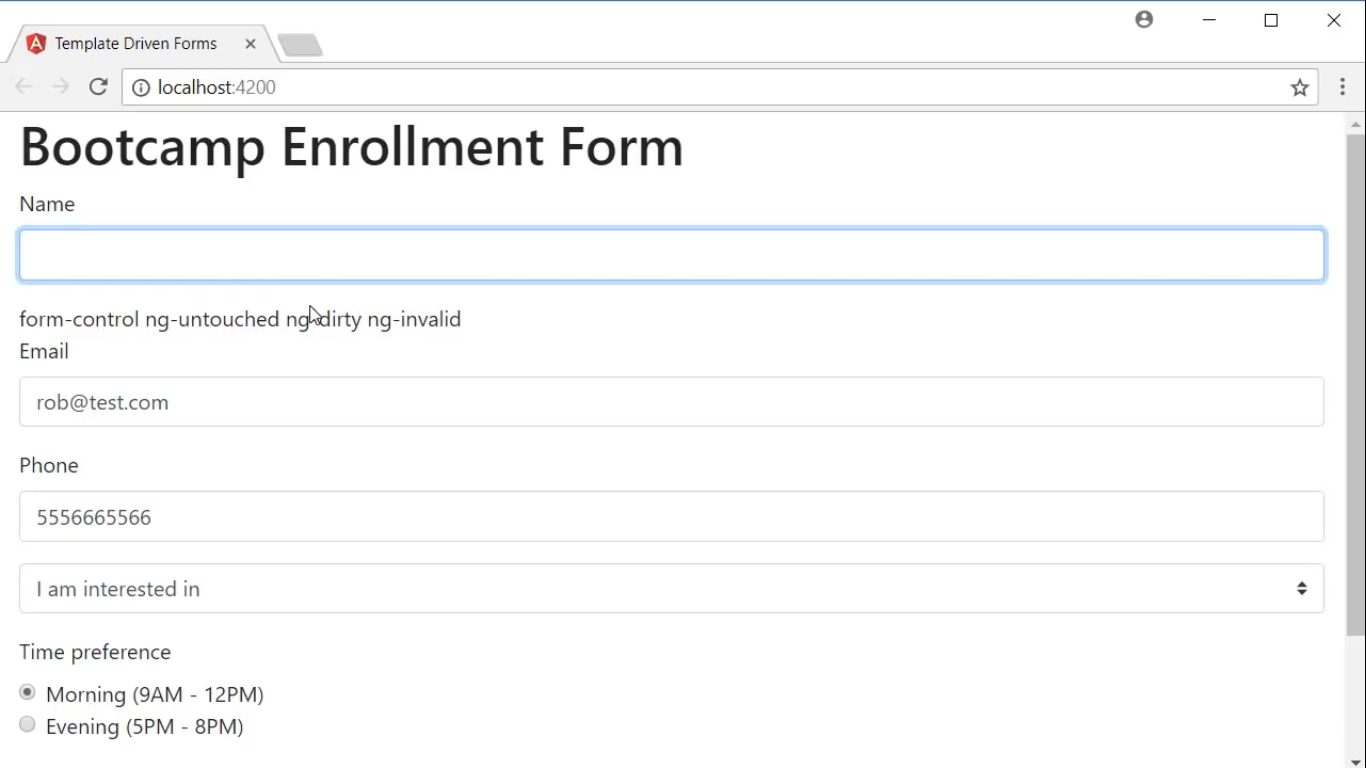 Template Driven Forms
localhost:4200
Bootcamp Enrollment Form
Name
form-control ng-untouched ng-dirty ng-invalid
Email
rob@test.com
Phone
5556665566
I am interested in
Time preference
Morning (9AM - 12PM)
Evening (5PM - 8PM)